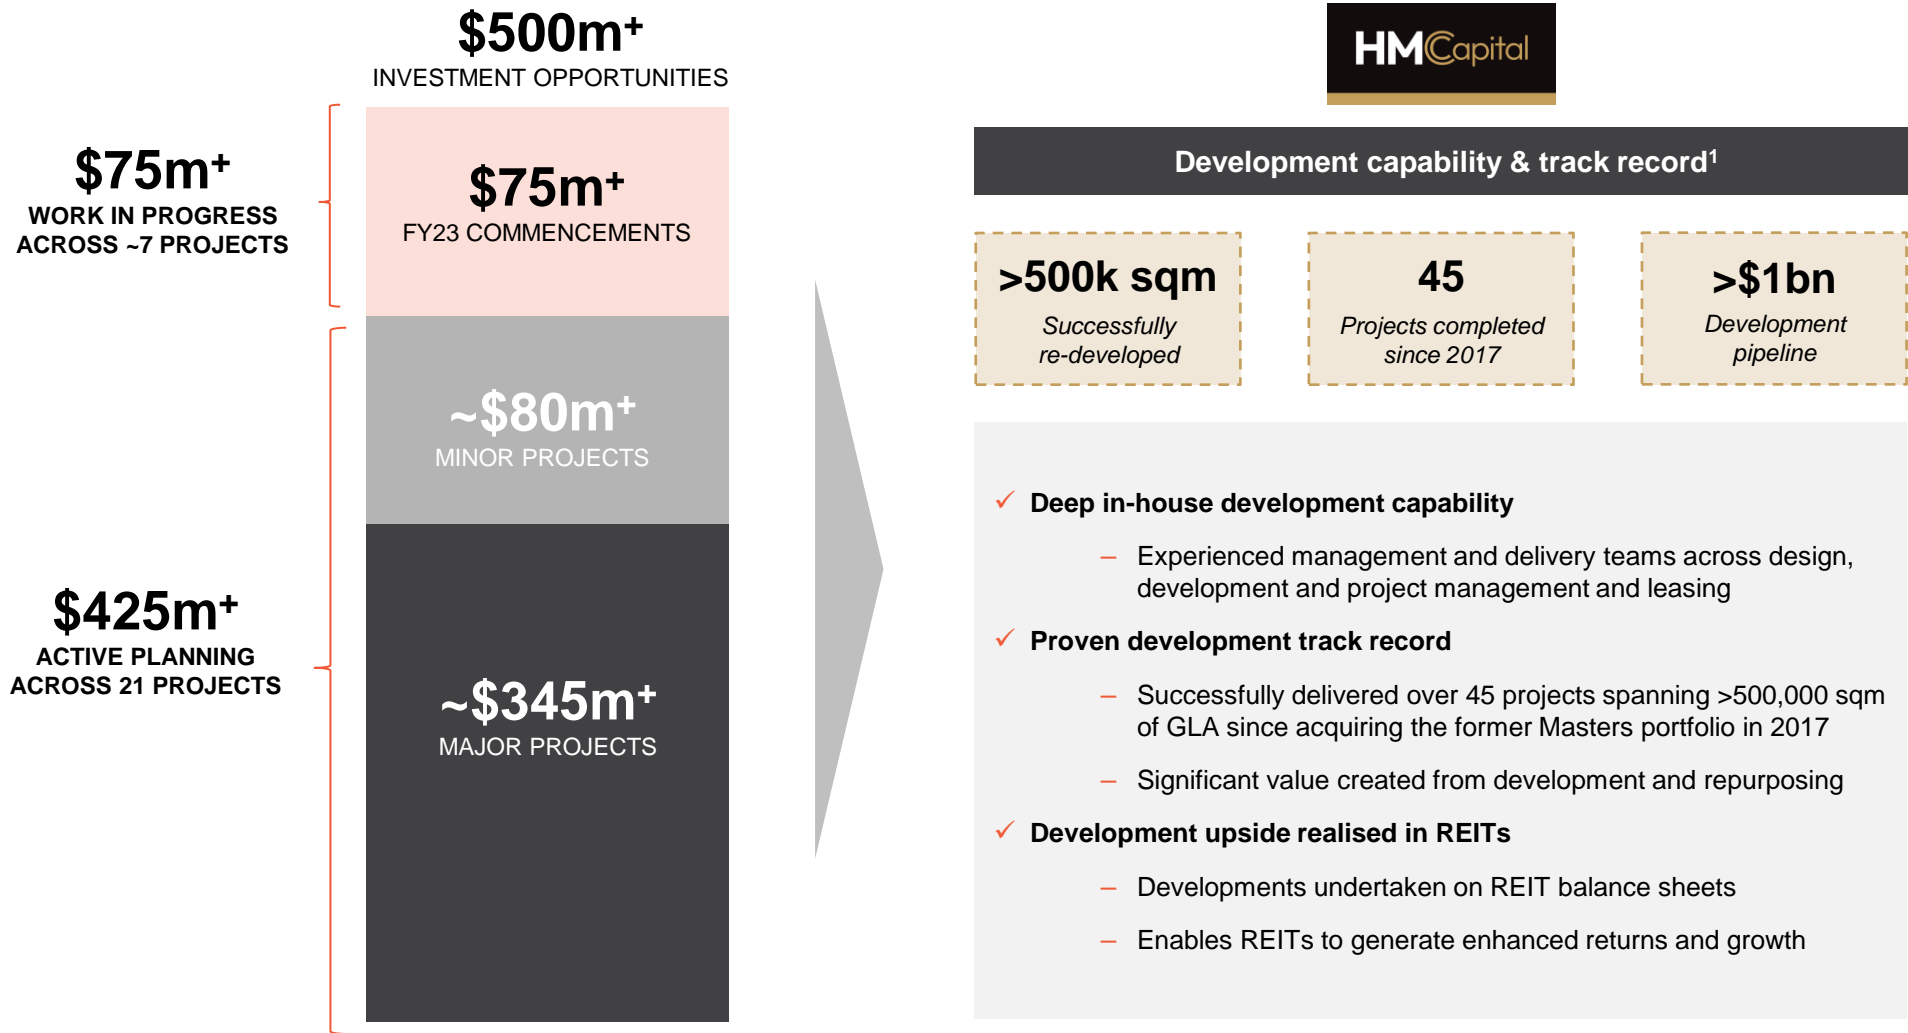 $500m+
INVESTMENT OPPORTUNITIES
$75m+
WORK IN PROGRESS
ACROSS ~7 PROJECTS
$75m+
FY23 COMMENCEMENTS
~$80m+
MINOR PROJECTS
$425m+
ACTIVE PLANNING
ACROSS 21 PROJECTS
~$345m+
MAJOR PROJECTS
HMCapital
Development capability & track record1
>500k sqm
Successfully
re-developed
45
Projects completed
since 2017
>$1bn
Development
pipeline
✓ Deep in-house development capability
– Experienced management and delivery teams across design,
development and project management and leasing
✓ Proven development track record
– Successfully delivered over 45 projects spanning >500,000 sqm
of GLA since acquiring the former Masters portfolio in 2017
– Significant value created from development and repurposing
✓ Development upside realised in REITs
– Developments undertaken on REIT balance sheets
– Enables REITs to generate enhanced returns and growth